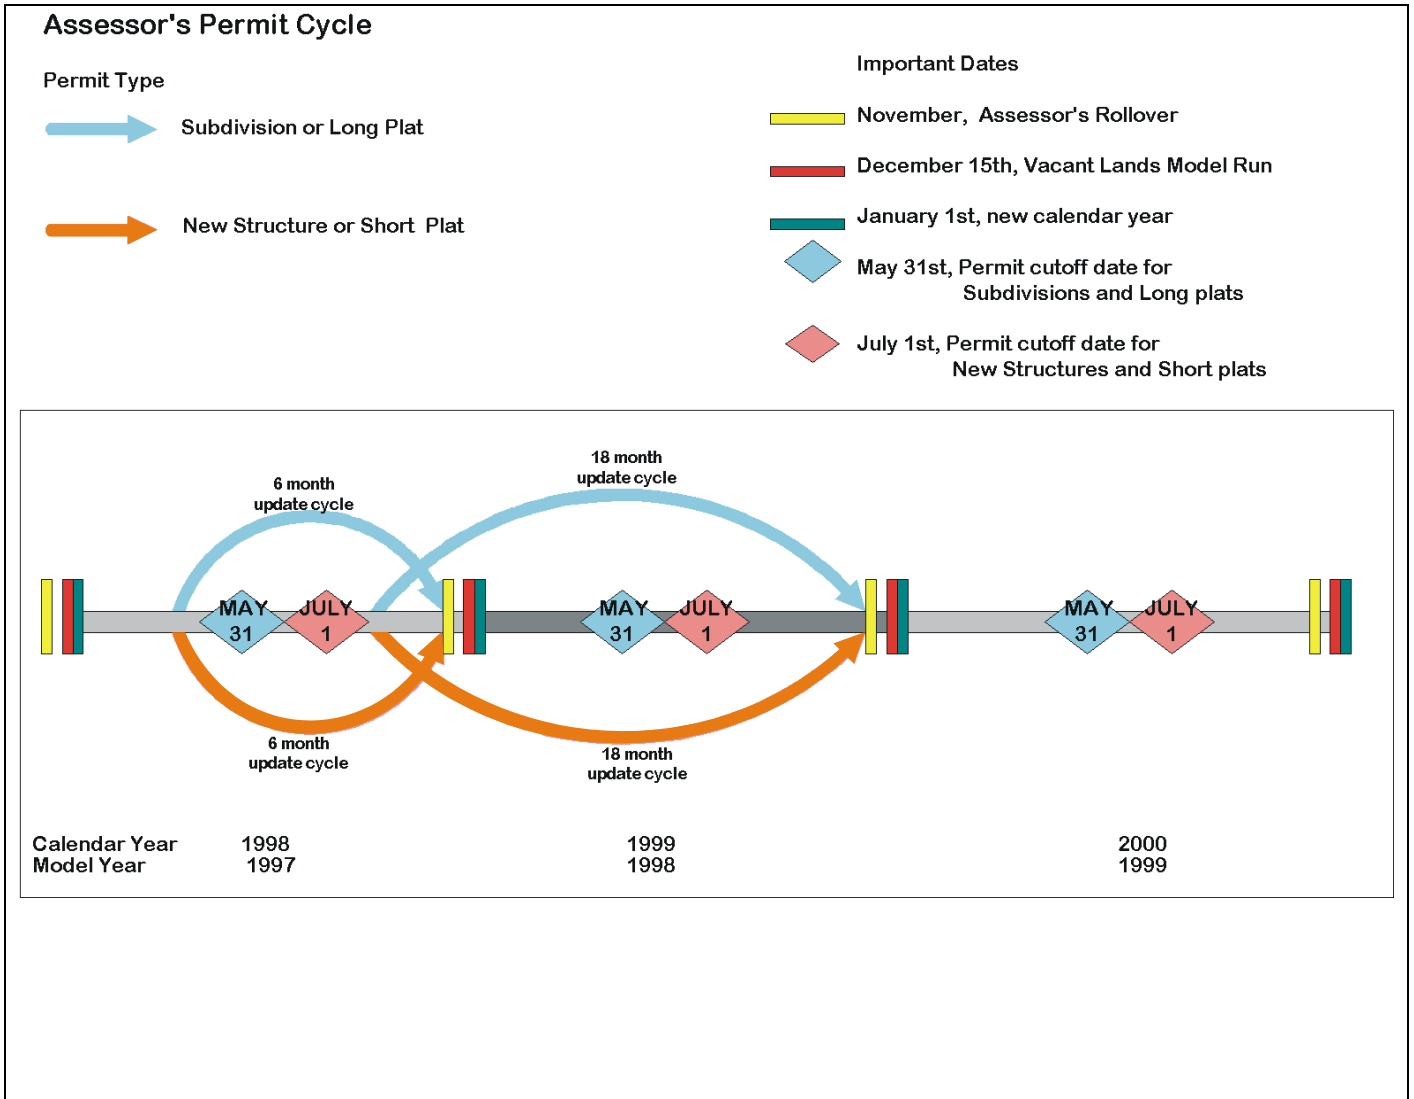 Assessor's Permit Cycle
Permit Type
Subdivision or Long Plat
New Structure or Short Plat
Important Dates
November, Assessor's Rollover
December 15th, Vacant Lands Model Run
January 1st, new calendar year
May 31st, Permit cutoff date for
Subdivisions and Long plats
July 1st, Permit cutoff date for
New Structures and Short plats
6 month
update cycle
18 month
update cycle
MAY
31
JULY
1
MAY
31
JULY
1
MAY
31
JULY
1
6 month
update cycle
18 month
update cycle
Calendar Year 1998 1999 2000
Model Year 1997 1998 1999